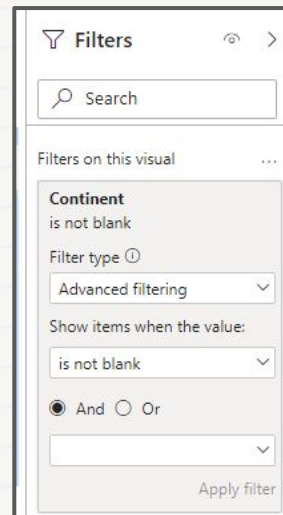 Filters
Search
Filters on this visual ...
Continent
is not blank
Filter type
Advanced filtering
Show items when the value:
is not blank
And Or
Apply filter